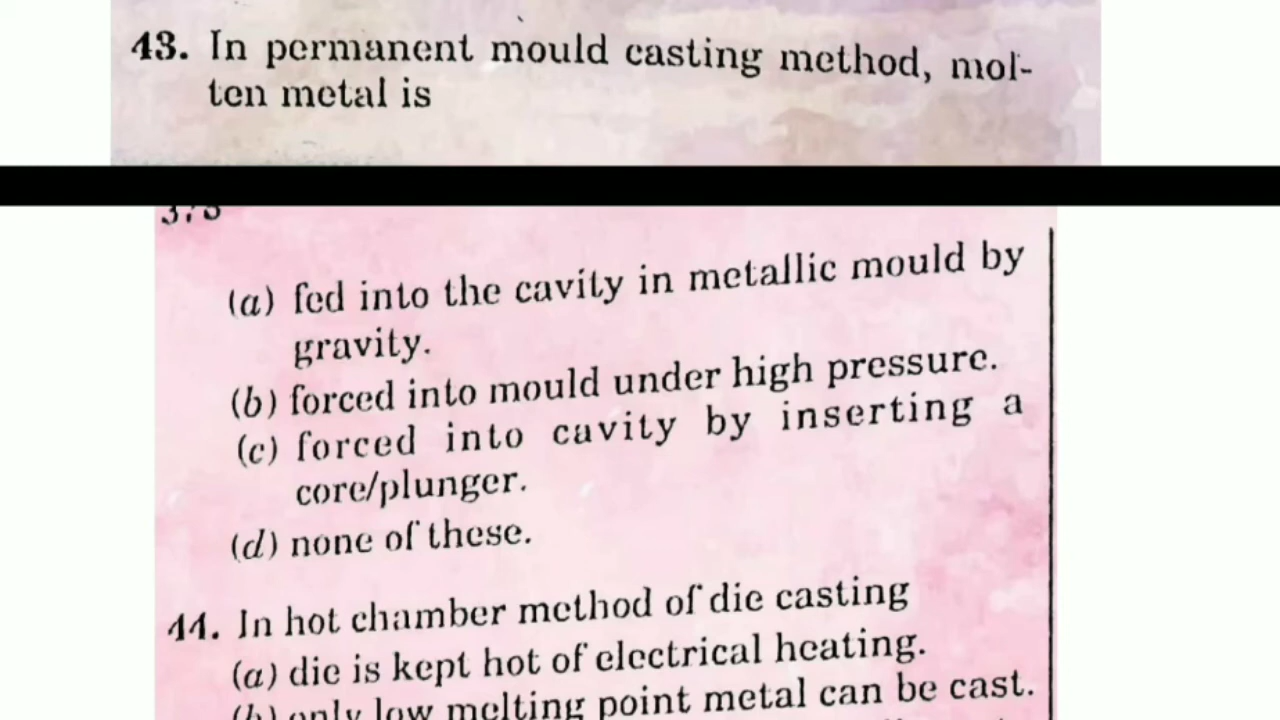 43. In permanent mould casting method, mol-
ten metal is
(a) fed into the cavity in metallic mould by
gravity.
(b) forced into mould under high pressure.
(c) forced into cavity by inserting a
core/plunger.
(d) none of these.
44. In hot chamber method of die casting
(a) die is kept hot of electrical heating.
(b) only low melting point metal can be cast.